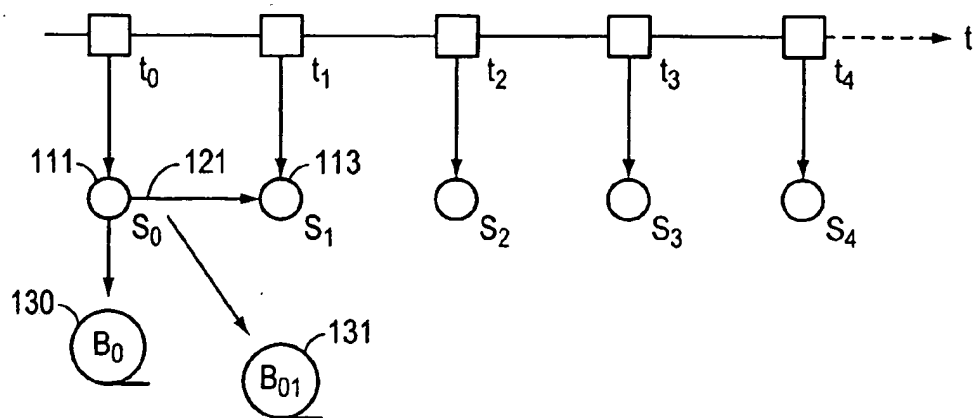 t
t₀ t₁ t₂ t₃ t₄
111 121 113
S₀ S₁ S₂ S₃ S₄
130 131
B₀
B₀₁